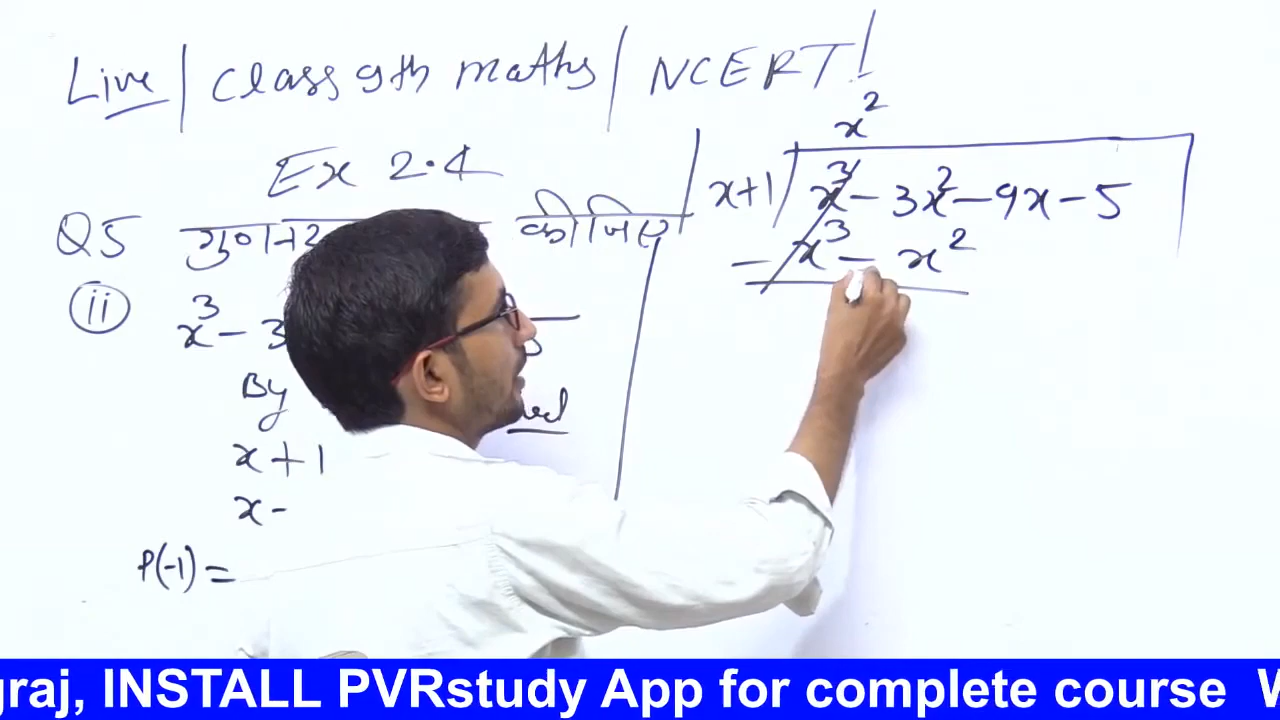 Live / Class 9th maths / NCERT!
Ex 2.4
Q5 की जिए
ii
x³ - 3
By
x + 1
x -
P(-1) =
x²
x+1 x³ - 3x² - 9x - 5
- x³ - x²
graj, INSTALL PVRstudy App for complete course W